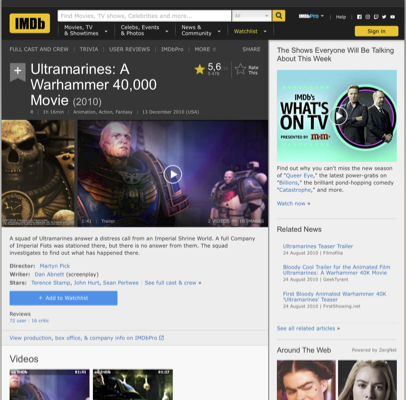 IMDb
Find Movies, TV shows, Celebrities and more...
All
IMDbPro
Help
Movies, TV
& Showtimes
Celebs, Events
& Photos
News &
Community
Watchlist
Sign in
FULL CAST AND CREW | TRIVIA | USER REVIEWS | IMDbPro | MORE
SHARE
Ultramarines: A
Warhammer 40,000
Movie (2010)
5,6
Rate
This
R | 1h 16min | Animation, Action, Fantasy | 13 December 2010 (USA)
Trailer
A squad of Ultramarines answer a distress call from an Imperial Shrine World. A full Company
of Imperial Fists was stationed there, but there is no answer from them. The squad
investigates to find out what has happened there.
Director: Martyn Pick
Writer: Dan Abnett (screenplay)
Stars: Terence Stamp, John Hurt, Sean Pertwee | See full cast & crew »
+ Add to Watchlist
Reviews
72 user | 16 critic
View production, box office, & company info on IMDbPro
Videos
The Shows Everyone Will Be Talking
About This Week
IMDb's
WHAT'S
ON TV
PRESENTED BY
Find out why you can't miss the new season
of "Queer Eye," the latest power-grabs on
"Billions," the brilliant pond-hopping comedy
"Catastrophe," and more.
Watch now »
Related News
Ultramarines Teaser Trailer
24 August 2010 | FilmoFilia
Bloody Cool Trailer for the Animated Film
Ultramarines: A Warhammer 40K Movie
24 August 2010 | GeekTyrant
First Bloody Animated Warhammer 40K
'Ultramarines' Teaser
24 August 2010 | FirstShowing.net
See all related articles »
Around The Web
Powered by ZergNet